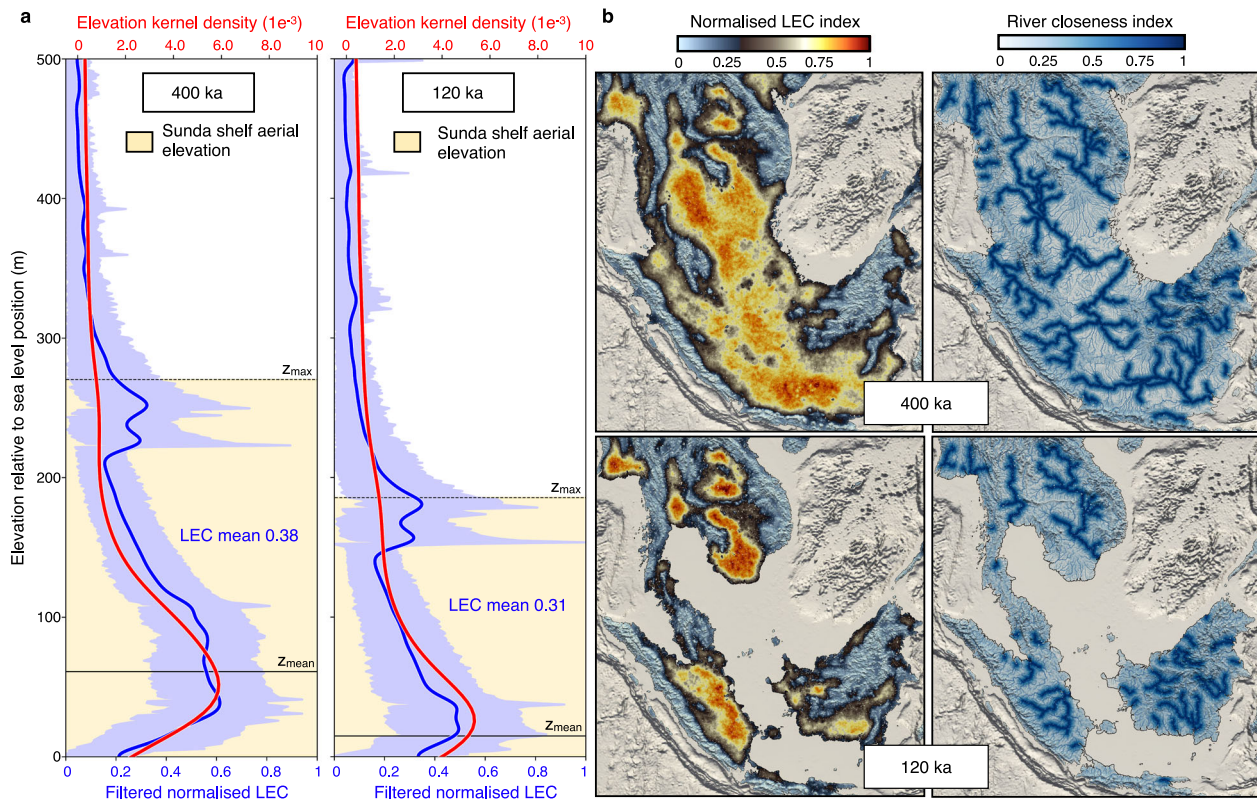 a
Elevation kernel density (1e-3)
Elevation kernel density (1e-3)
0 2.0 4.0 6.0 8.0 10
0 2.0 4.0 6.0 8.0 10
500
400
300
200
100
0
Elevation relative to sea level position (m)
400 ka
Sunda shelf aerial
elevation
zmax
LEC mean 0.38
zmean
0 0.2 0.4 0.6 0.8 1
Filtered normalised LEC
120 ka
Sunda shelf aerial
elevation
zmax
LEC mean 0.31
zmean
0 0.2 0.4 0.6 0.8 1
Filtered normalised LEC
b
Normalised LEC index
0 0.25 0.5 0.75 1
River closeness index
0 0.25 0.5 0.75 1
400 ka
120 ka